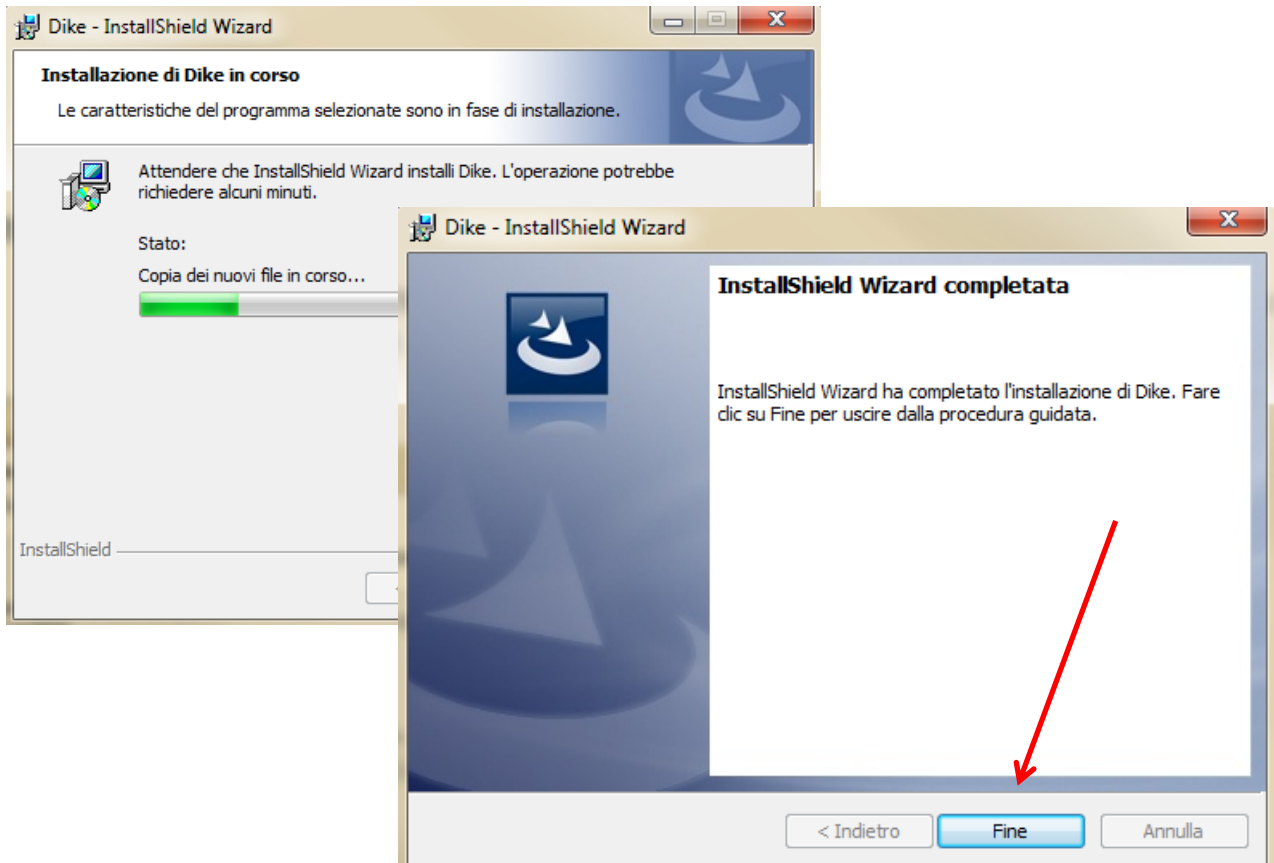 Dike - InstallShield Wizard
Installazione di Dike in corso
Le caratteristiche del programma selezionate sono in fase di installazione.
Attendere che InstallShield Wizard installi Dike. L'operazione potrebbe
richiedere alcuni minuti.
Stato:
Copia dei nuovi file in corso...
InstallShield
Dike - InstallShield Wizard
InstallShield Wizard completata
InstallShield Wizard ha completato l'installazione di Dike. Fare
clic su Fine per uscire dalla procedura guidata.
< Indietro Fine Annulla